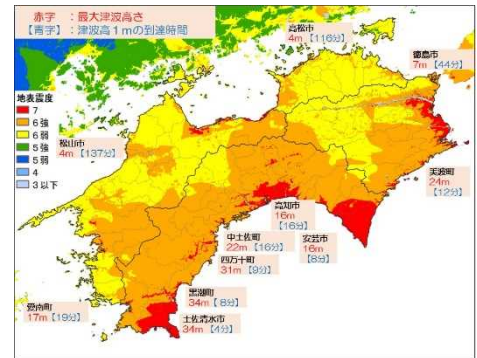 赤字 ：最大津波高さ
【青字】：津波高１mの到達時間
高松市
4m【116分】
徳島市
7m【44分】
地表震度
7
6強
6弱
5強
5弱
4
3以下
松山市
4m【137分】
美波町
24m
【12分】
高知市
16m
【16分】
安芸市
16m
【8分】
中土佐町
22m【16分】
四万十町
31m【9分】
黒潮町
34m【8分】
愛南町
17m【19分】
土佐清水市
34m【4分】